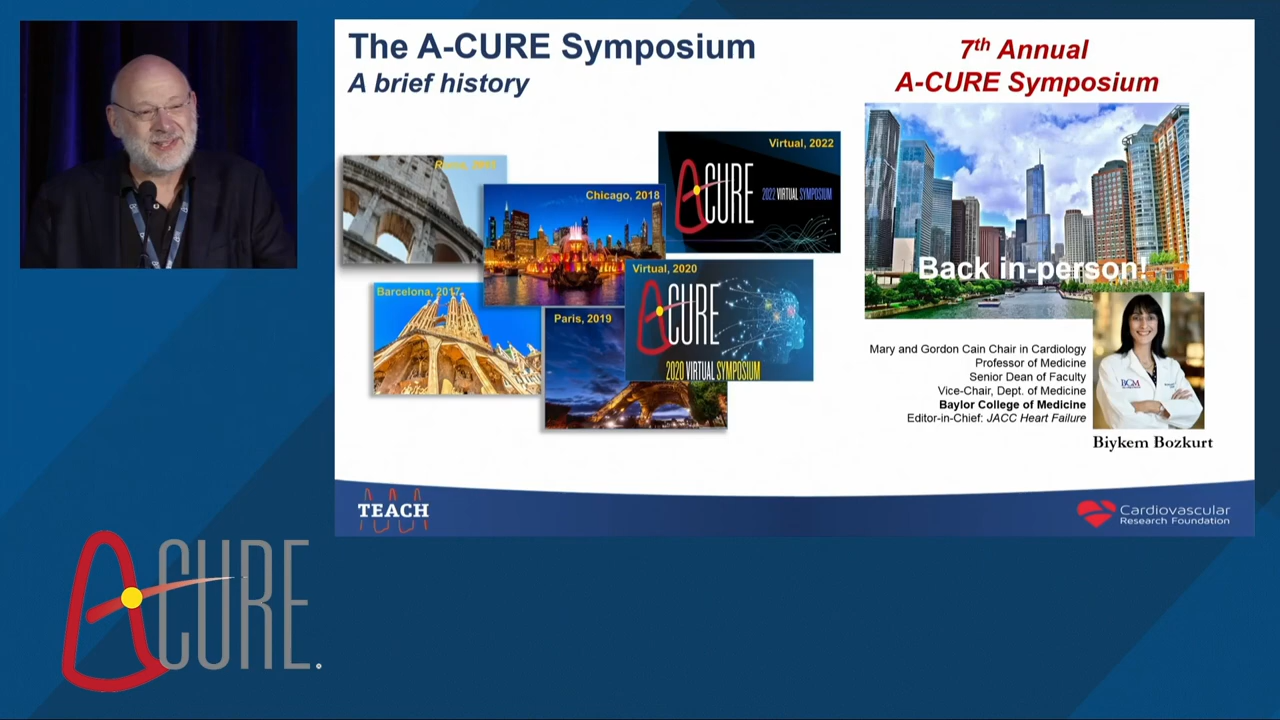 The A-CURE Symposium
A brief history
7th Annual
A-CURE Symposium
Virtual, 2022
A CURE
2022 VIRTUAL SYMPOSIUM
Chicago, 2018
Virtual, 2020
A CURE
2020 VIRTUAL SYMPOSIUM
Barcelona, 2017
Paris, 2019
Back in-person!
Mary and Gordon Cain Chair in Cardiology
Professor of Medicine
Senior Dean of Faculty
Vice-Chair, Dept. of Medicine
Baylor College of Medicine
Editor-in-Chief: JACC Heart Failure
BCM
Biykem Bozkurt
TEACH
Cardiovascular
Research Foundation
A-CURE®